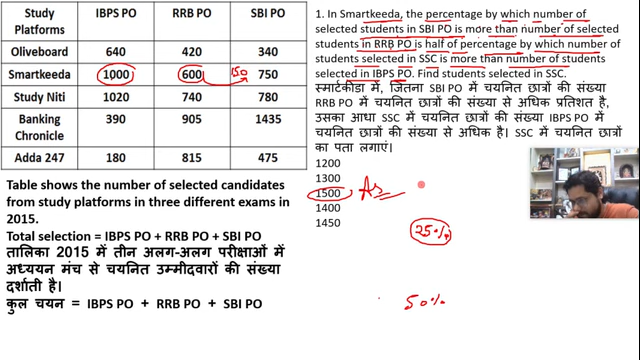 Study Platforms IBPS PO RRB PO SBI PO
Oliveboard 640 420 340
Smartkeeda 1000 600 150 750
Study Niti 1020 740 780
Banking Chronicle 390 905 1435
Adda 247 180 815 475
Table shows the number of selected candidates
from study platforms in three different exams in
2015.
Total selection = IBPS PO + RRB PO + SBI PO
तालिका 2015 में तीन अलग-अलग परीक्षाओं में
अध्ययन मंच से चयनित उम्मीदवारों की संख्या
दर्शाती है।
कुल चयन = IBPS PO + RRB PO + SBI PO
1. In Smartkeeda, the percentage by which number of
selected students in SBI PO is more than number of selected
students in RRB PO is half of percentage by which number of
students selected in SSC is more than number of students
selected in IBPS PO. Find students selected in SSC.
स्मार्टकीडा में, जितना SBI PO में चयनित छात्रों की संख्या
RRB PO में चयनित छात्रों की संख्या से अधिक प्रतिशत है,
उसका आधा SSC में चयनित छात्रों की संख्या IBPS PO में
चयनित छात्रों की संख्या से अधिक है। SSC में चयनित छात्रों
का पता लगाएं।
1200
1300
1500 As
1400
1450
25%
50%